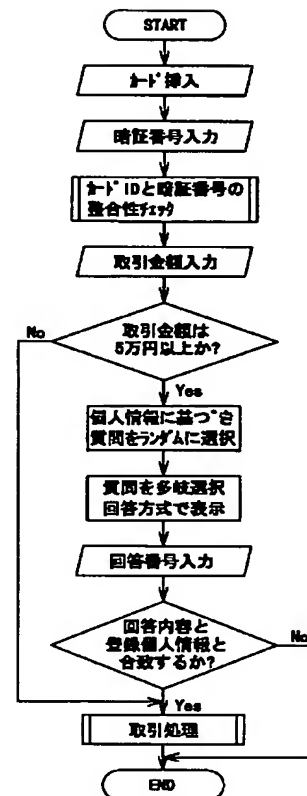 START
ｶｰﾄﾞ挿入
暗証番号入力
ｶｰﾄﾞIDと暗証番号の
整合性ﾁｪｯｸ
取引金額入力
取引金額は
5万円以上か?
No
Yes
個人情報に基づき
質問をﾗﾝﾀﾞﾑに選択
質問を多岐選択
回答方式で表示
回答番号入力
回答内容と
登録個人情報と
合致するか?
No
Yes
取引処理
END